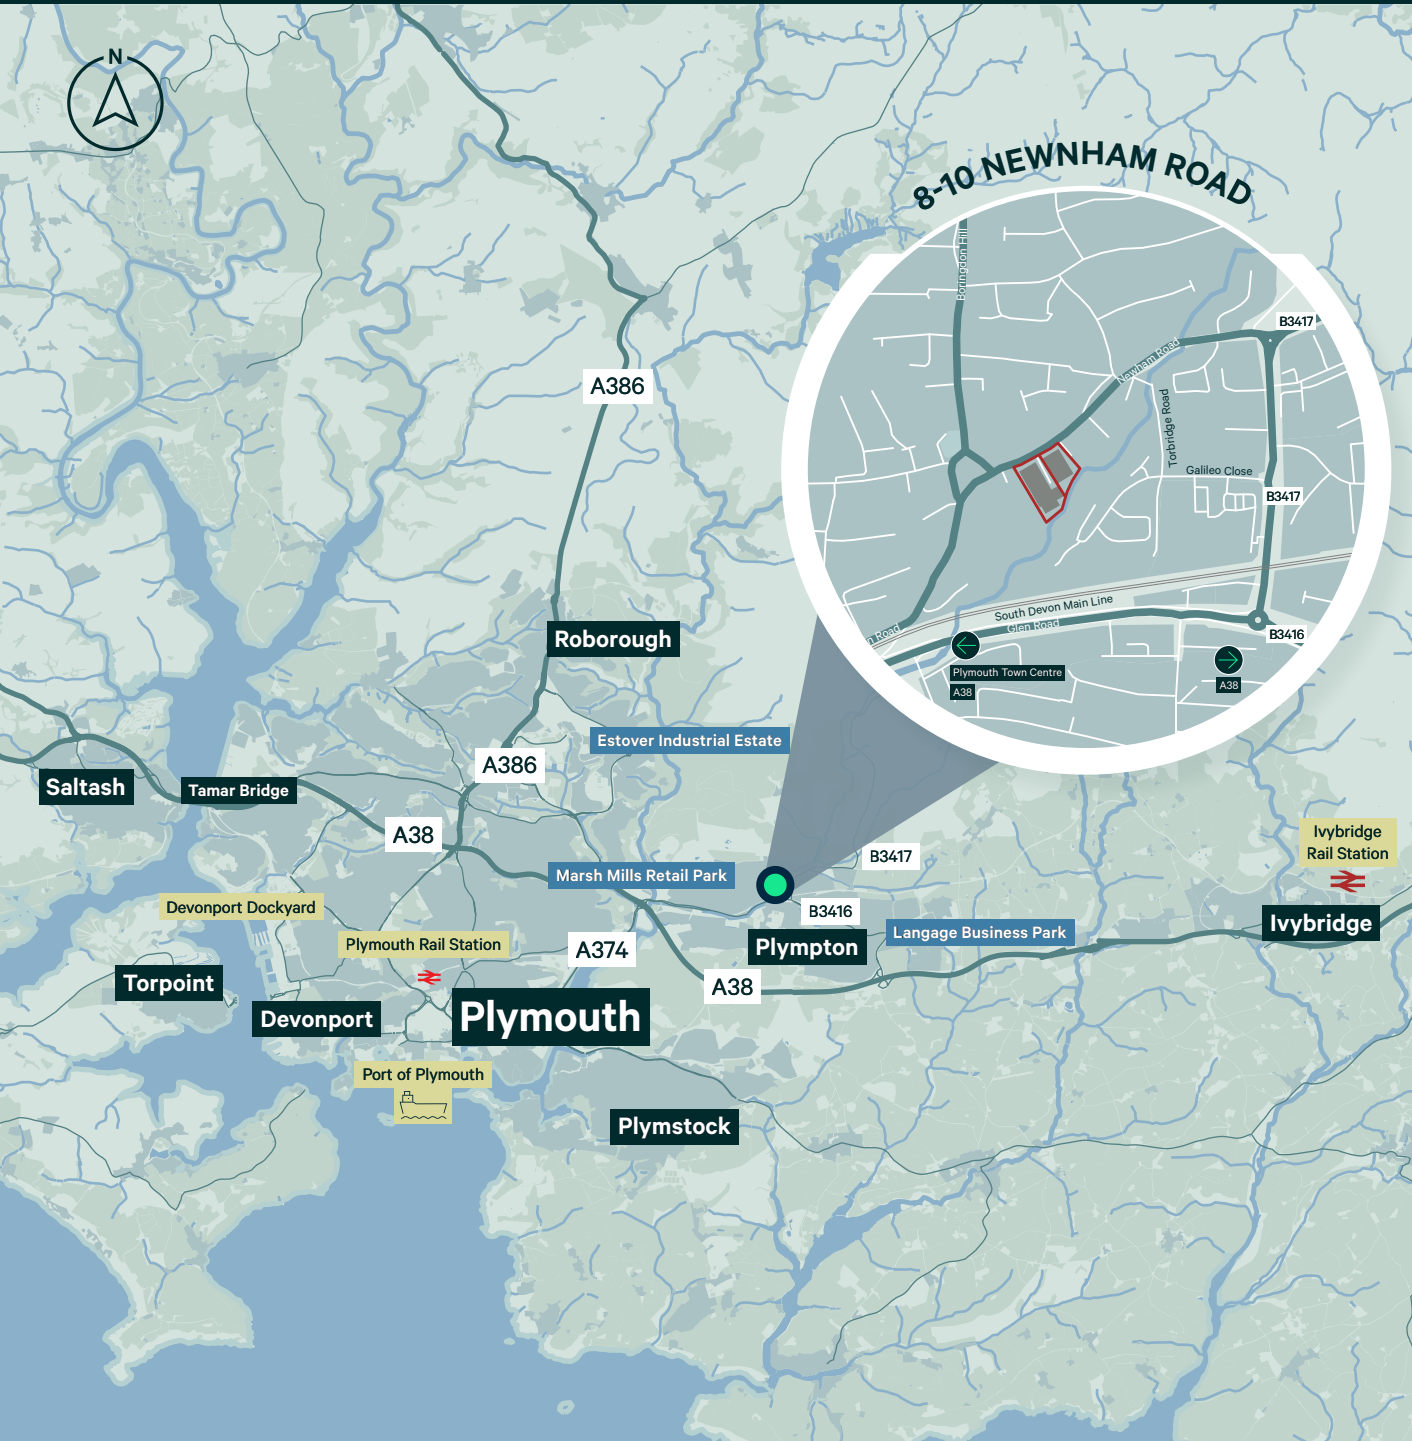 N
8-10 NEWNHAM ROAD
Boringdon Hill
B3417
Newham Road
Torbridge Road
A386
Galileo Close
B3417
South Devon Main Line
Glen Road
n Road
B3416
Roborough
Plymouth Town Centre
A38
A38
Estover Industrial Estate
A386
Saltash
Tamar Bridge
A38
Ivybridge
Rail Station
B3417
Marsh Mills Retail Park
Devonport Dockyard
B3416
Ivybridge
Langage Business Park
Plymouth Rail Station
A374
Plympton
Torpoint
A38
Devonport
Plymouth
Port of Plymouth
Plymstock